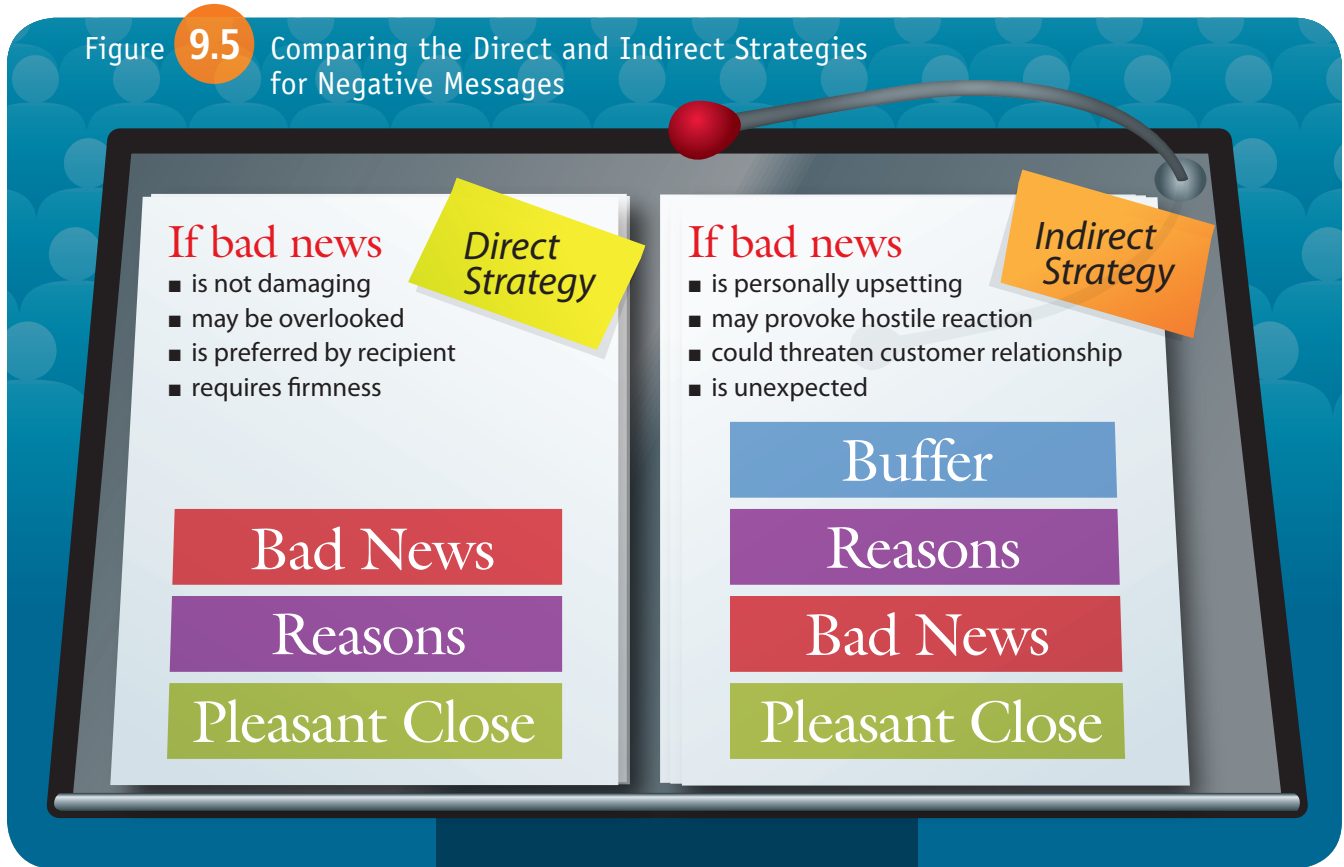 Figure 9.5 Comparing the Direct and Indirect Strategies
for Negative Messages
If bad news
■ is not damaging
■ may be overlooked
■ is preferred by recipient
■ requires firmness
Direct
Strategy
Bad News
Reasons
Pleasant Close
If bad news
■ is personally upsetting
■ may provoke hostile reaction
■ could threaten customer relationship
■ is unexpected
Indirect
Strategy
Buffer
Reasons
Bad News
Pleasant Close